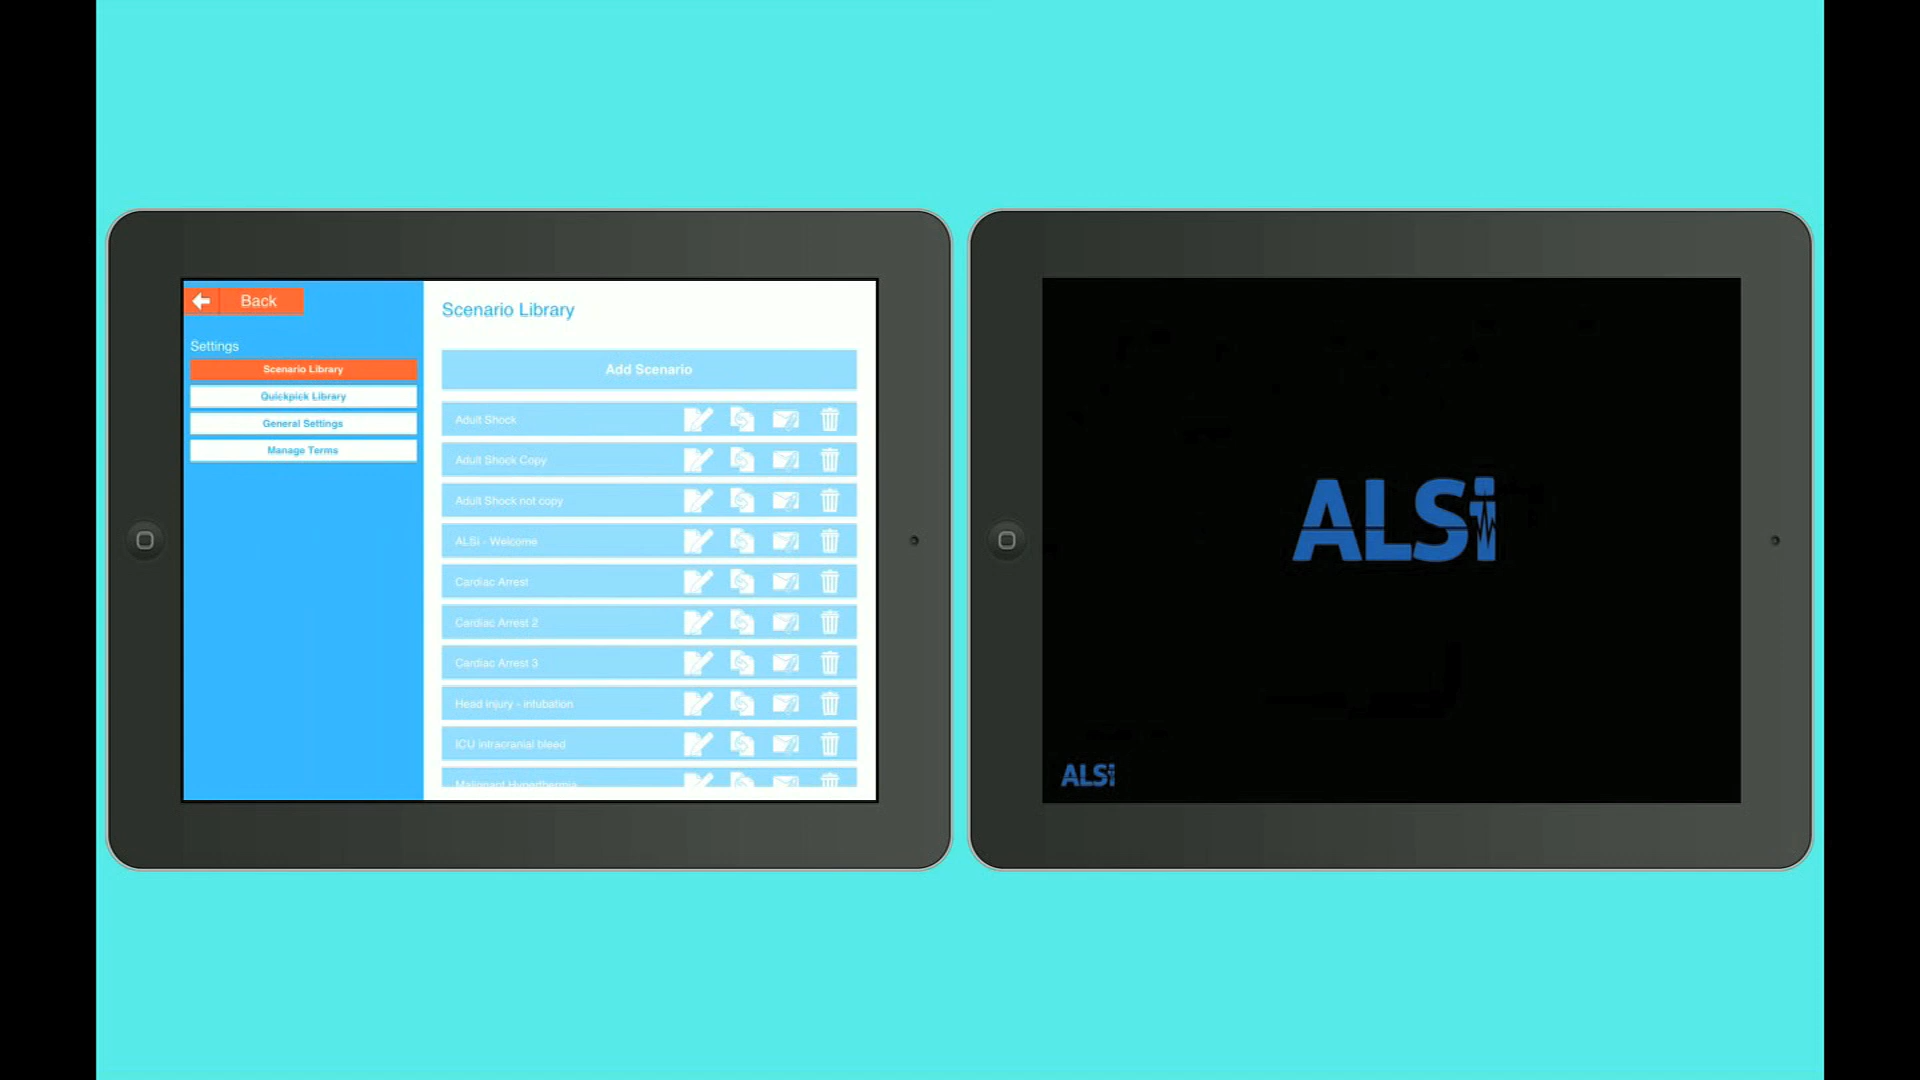 Back
Settings
Scenario Library
Quickpick Library
General Settings
Manage Terms
Scenario Library
Add Scenario
Adult Shock
Adult Shock Copy
Adult Shock not copy
ALSi - Welcome
Cardiac Arrest
Cardiac Arrest 2
Cardiac Arrest 3
Head injury - intubation
ICU intracranial bleed
Malignant Hyperthermia
ALSi
ALSi